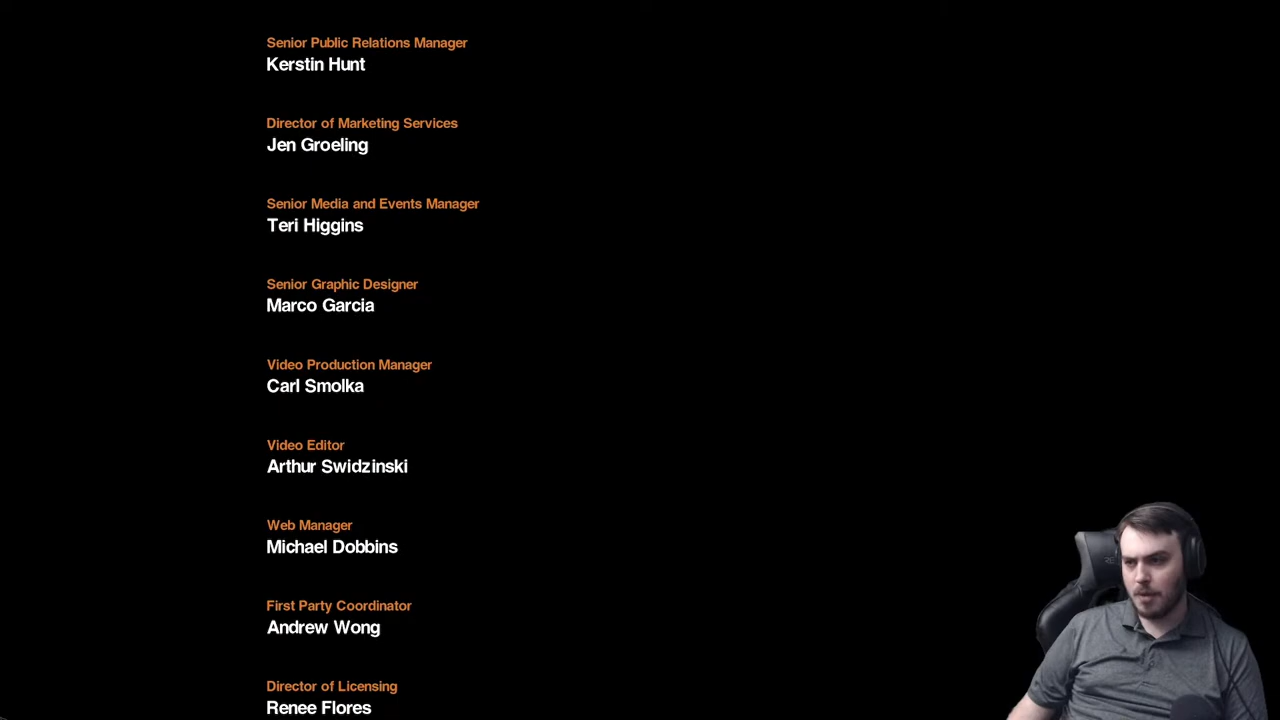 Senior Public Relations Manager
Kerstin Hunt
Director of Marketing Services
Jen Groeling
Senior Media and Events Manager
Teri Higgins
Senior Graphic Designer
Marco Garcia
Video Production Manager
Carl Smolka
Video Editor
Arthur Swidzinski
Web Manager
Michael Dobbins
First Party Coordinator
Andrew Wong
Director of Licensing
Renee Flores